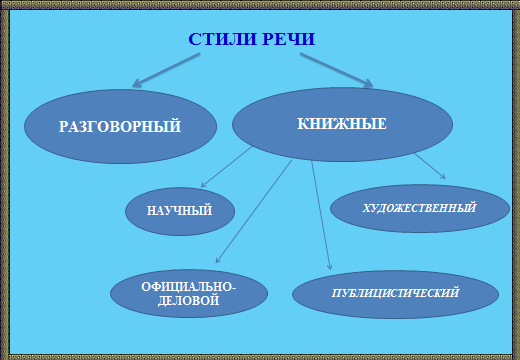 СТИЛИ РЕЧИ
РАЗГОВОРНЫЙ
КНИЖНЫЕ
НАУЧНЫЙ
ХУДОЖЕСТВЕННЫЙ
ОФИЦИАЛЬНО-
ДЕЛОВОЙ
ПУБЛИЦИСТИЧЕСКИЙ